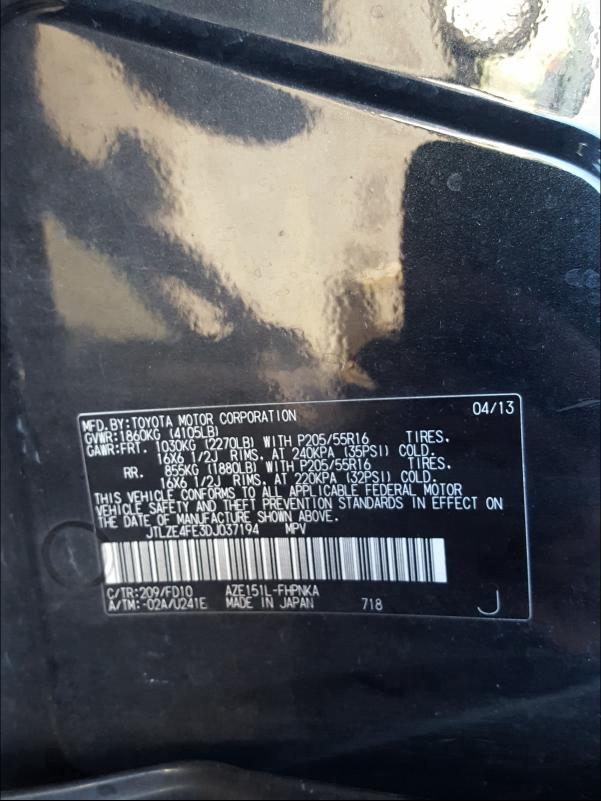 MFD.BY:TOYOTA MOTOR CORPORATION 04/13
GVWR:1860KG (4105LB)
GAWR:FRT. 1030KG (2270LB) WITH P205/55R16 TIRES.
16X6 1/2J RIMS. AT 240KPA (35PSI) COLD.
RR. 855KG (1880LB) WITH P205/55R16 TIRES.
16X6 1/2J RIMS. AT 220KPA (32PSI) COLD.
THIS VEHICLE CONFORMS TO ALL APPLICABLE FEDERAL MOTOR
VEHICLE SAFETY AND THEFT PREVENTION STANDARDS IN EFFECT ON
THE DATE OF MANUFACTURE SHOWN ABOVE.
JTLZE4FE3DJ037194 MPV
C/TR:209/FD10 AZE151L-FHPNKA
A/TM:-02A/U241E MADE IN JAPAN 718 J